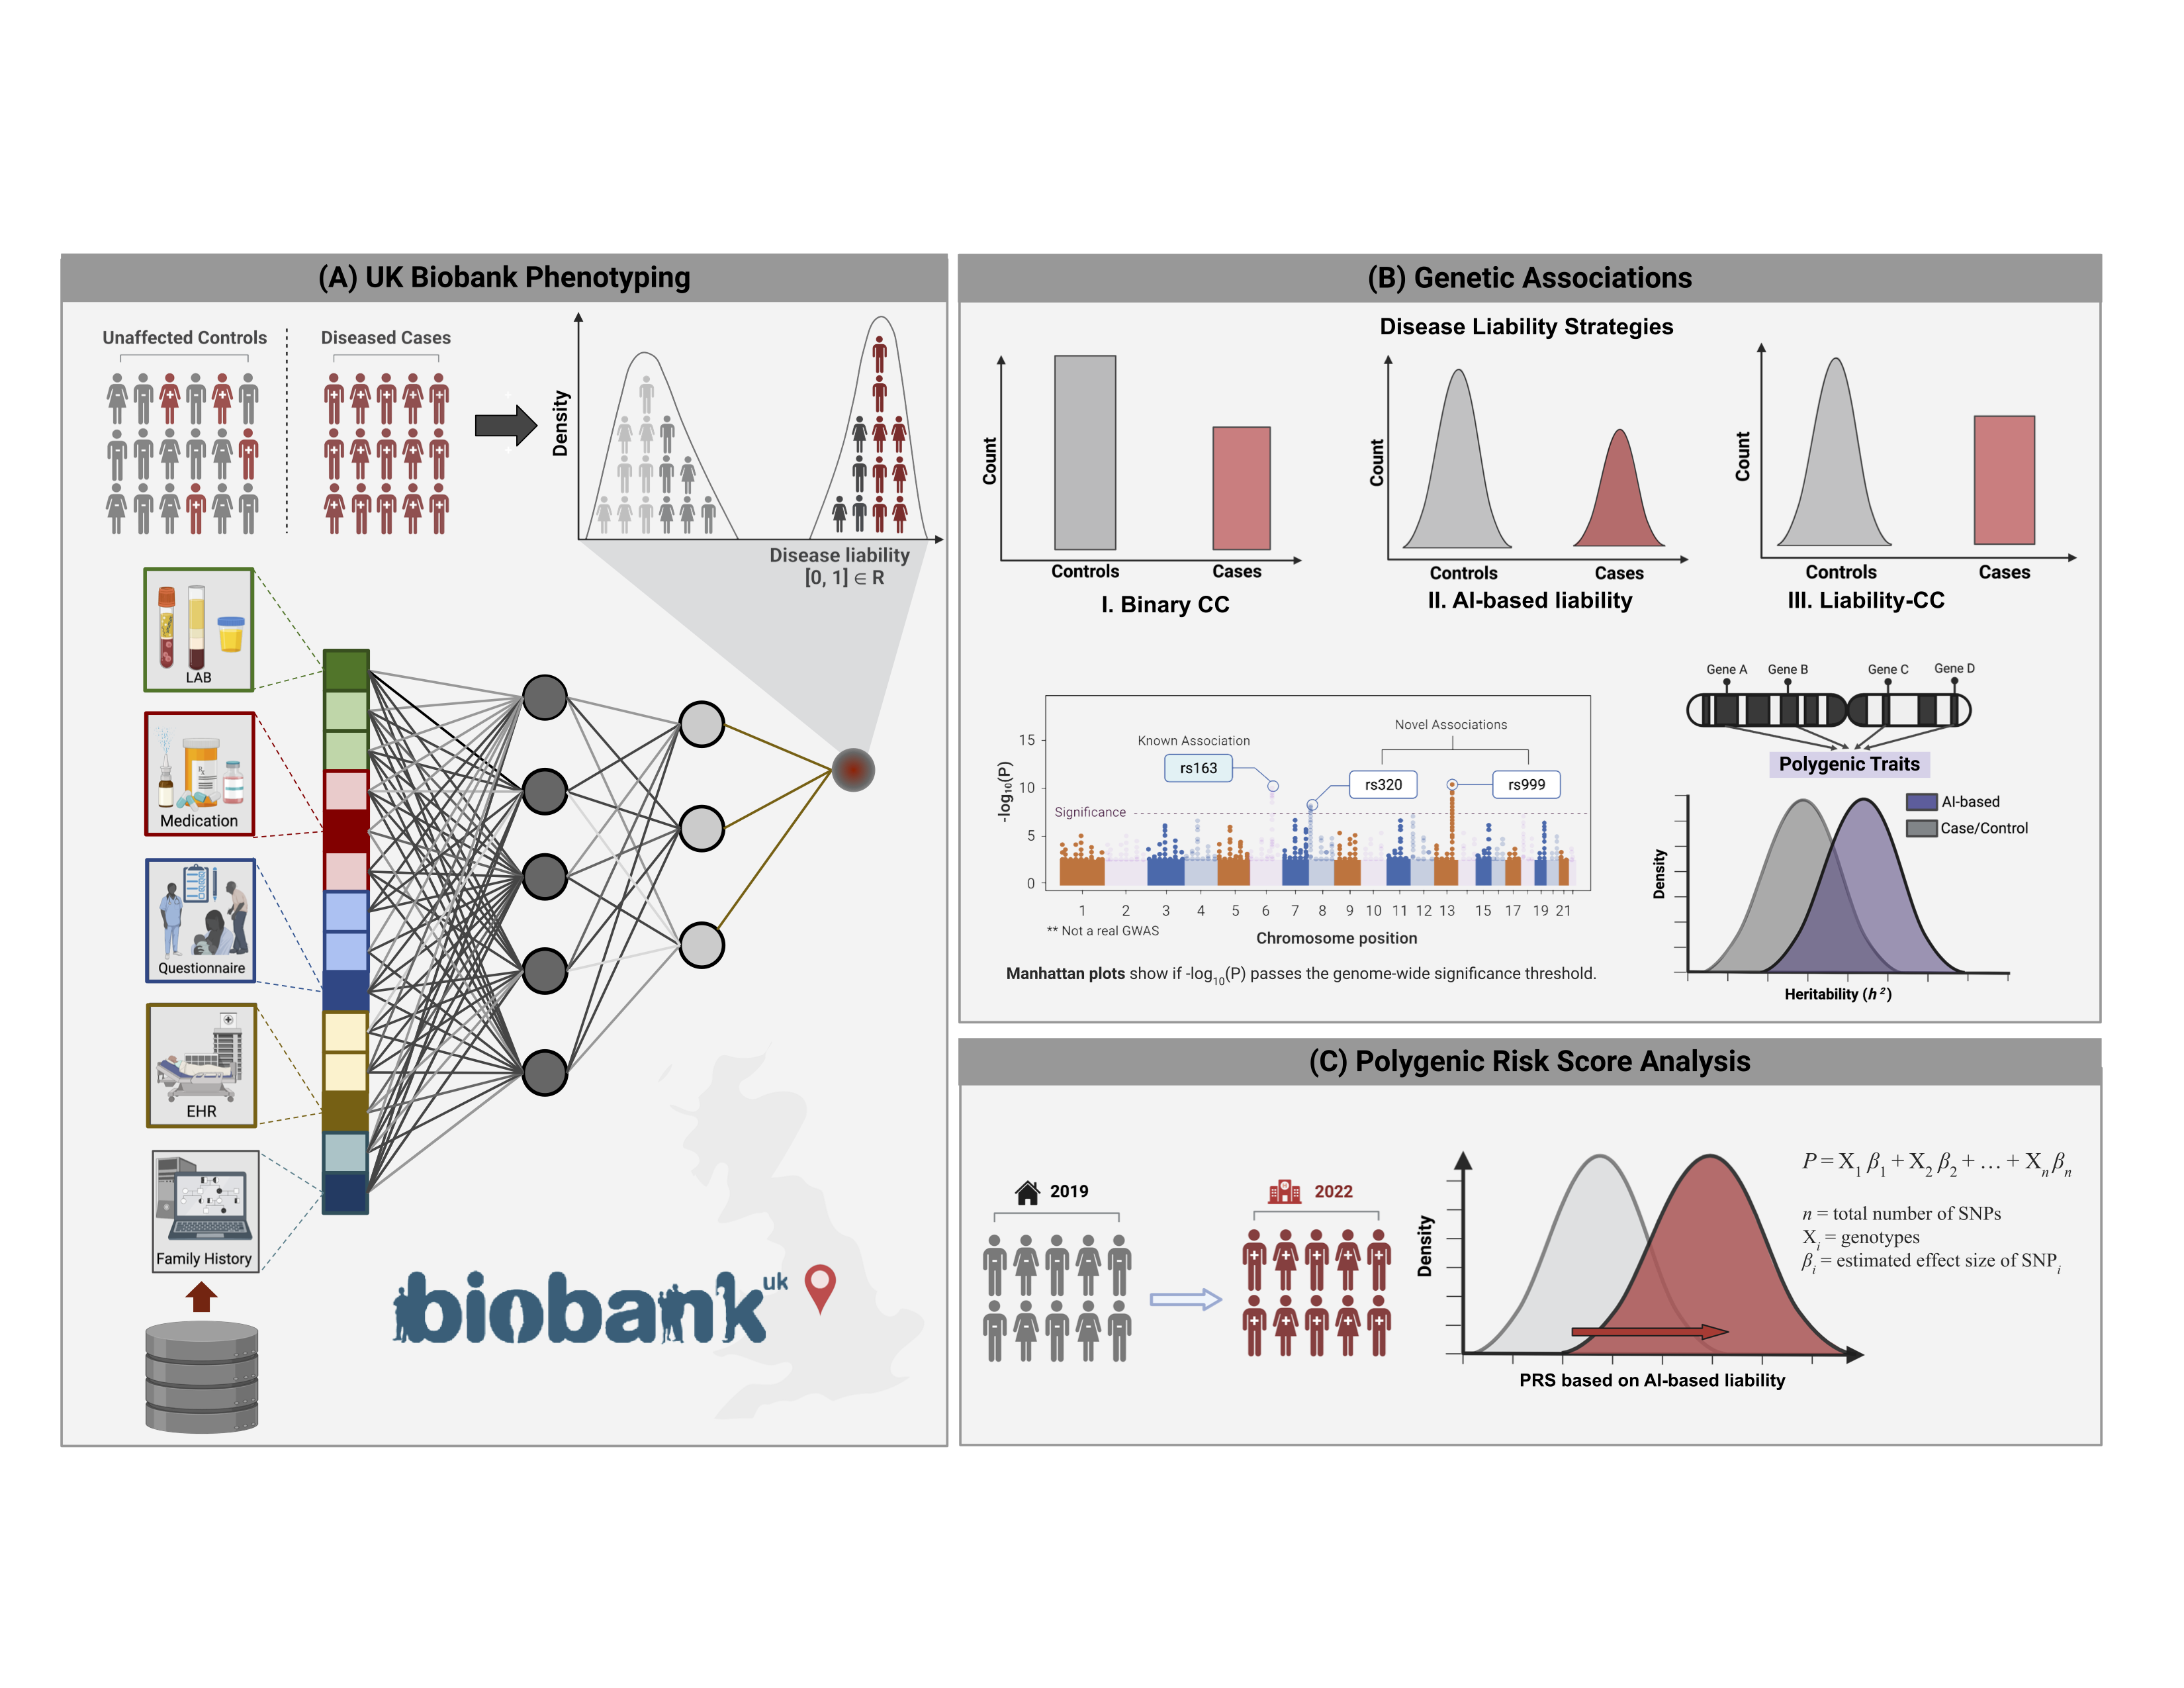 (A) UK Biobank Phenotyping
Unaffected Controls
Diseased Cases
Density
Disease liability
[0, 1] ∈ R
LAB
Medication
Questionnaire
EHR
Family History
biobank uk
(B) Genetic Associations
Disease Liability Strategies
Count
Controls
Cases
I. Binary CC
Count
Controls
Cases
II. AI-based liability
Count
Controls
Cases
III. Liability-CC
-log10(P)
15
10
5
0
Known Association
rs163
Novel Associations
rs320
rs999
Significance
1 2 3 4 5 6 7 8 9 10 11 12 13 15 17 19 21
** Not a real GWAS
Chromosome position
Manhattan plots show if -log10(P) passes the genome-wide significance threshold.
Gene A Gene B Gene C Gene D
Polygenic Traits
AI-based
Case/Control
Density
Heritability (h²)
(C) Polygenic Risk Score Analysis
2019
2022
Density
PRS based on AI-based liability
P = X1 β1 + X2 β2 + … + Xn βn
n = total number of SNPs
Xi = genotypes
βi = estimated effect size of SNPi